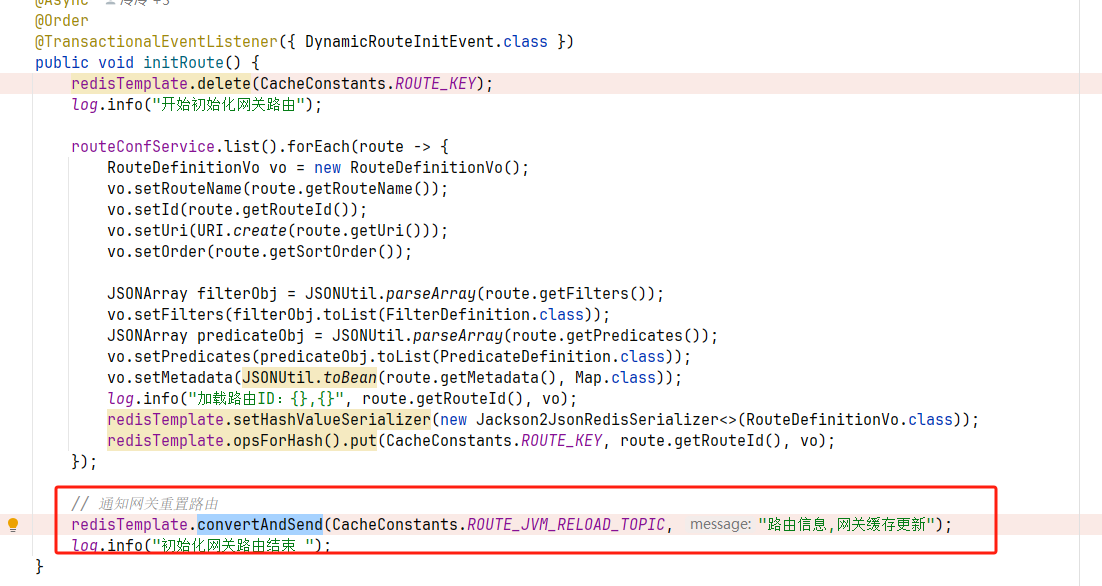 @Async 冷冷 +3
@Order
@TransactionalEventListener({ DynamicRouteInitEvent.class })
public void initRoute() {
redisTemplate.delete(CacheConstants.ROUTE_KEY);
log.info("开始初始化网关路由");
routeConfService.list().forEach(route -> {
RouteDefinitionVo vo = new RouteDefinitionVo();
vo.setRouteName(route.getRouteName());
vo.setId(route.getRouteId());
vo.setUri(URI.create(route.getUri()));
vo.setOrder(route.getSortOrder());
JSONArray filterObj = JSONUtil.parseArray(route.getFilters());
vo.setFilters(filterObj.toList(FilterDefinition.class));
JSONArray predicateObj = JSONUtil.parseArray(route.getPredicates());
vo.setPredicates(predicateObj.toList(PredicateDefinition.class));
vo.setMetadata(JSONUtil.toBean(route.getMetadata(), Map.class));
log.info("加载路由ID：{},{}", route.getRouteId(), vo);
redisTemplate.setHashValueSerializer(new Jackson2JsonRedisSerializer<>(RouteDefinitionVo.class));
redisTemplate.opsForHash().put(CacheConstants.ROUTE_KEY, route.getRouteId(), vo);
});
// 通知网关重置路由
redisTemplate.convertAndSend(CacheConstants.ROUTE_JVM_RELOAD_TOPIC, message: "路由信息,网关缓存更新");
log.info("初始化网关路由结束 ");
}